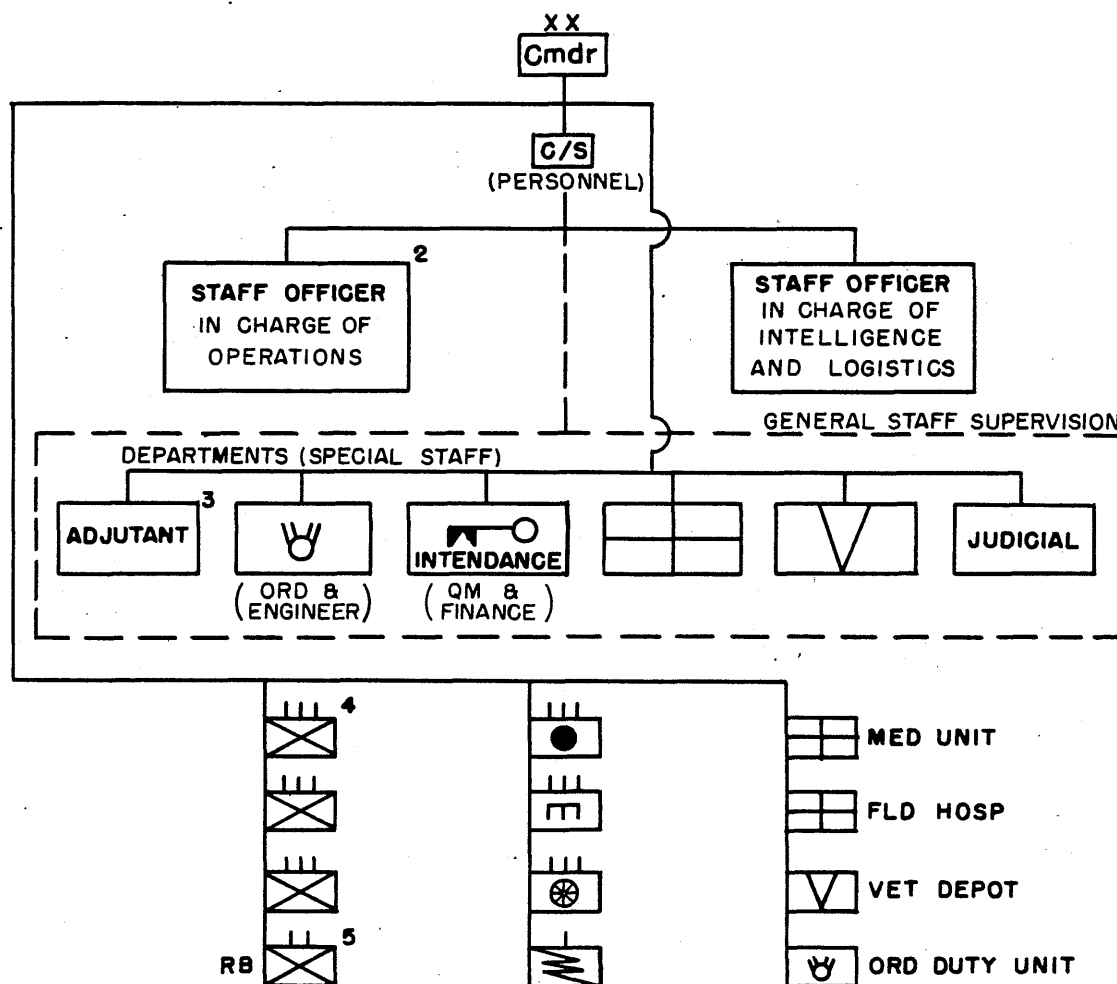 XX
Cmdr
C/S
(PERSONNEL)
2
STAFF OFFICER
IN CHARGE OF
OPERATIONS
STAFF OFFICER
IN CHARGE OF
INTELLIGENCE
AND LOGISTICS
GENERAL STAFF SUPERVISION
DEPARTMENTS (SPECIAL STAFF)
ADJUTANT
3
INTENDANCE
JUDICIAL
(ORD &
ENGINEER)
(QM &
FINANCE)
4
MED UNIT
FLD HOSP
VET DEPOT
RB
5
ORD DUTY UNIT